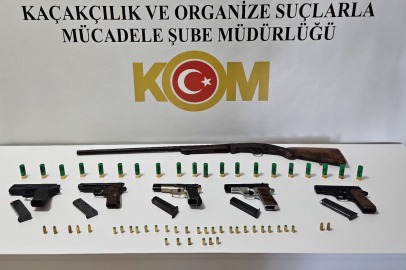 KAÇAKÇILIK VE ORGANİZE SUÇLARLA
MÜCADELE ŞUBE MÜDÜRLÜĞÜ
KOM